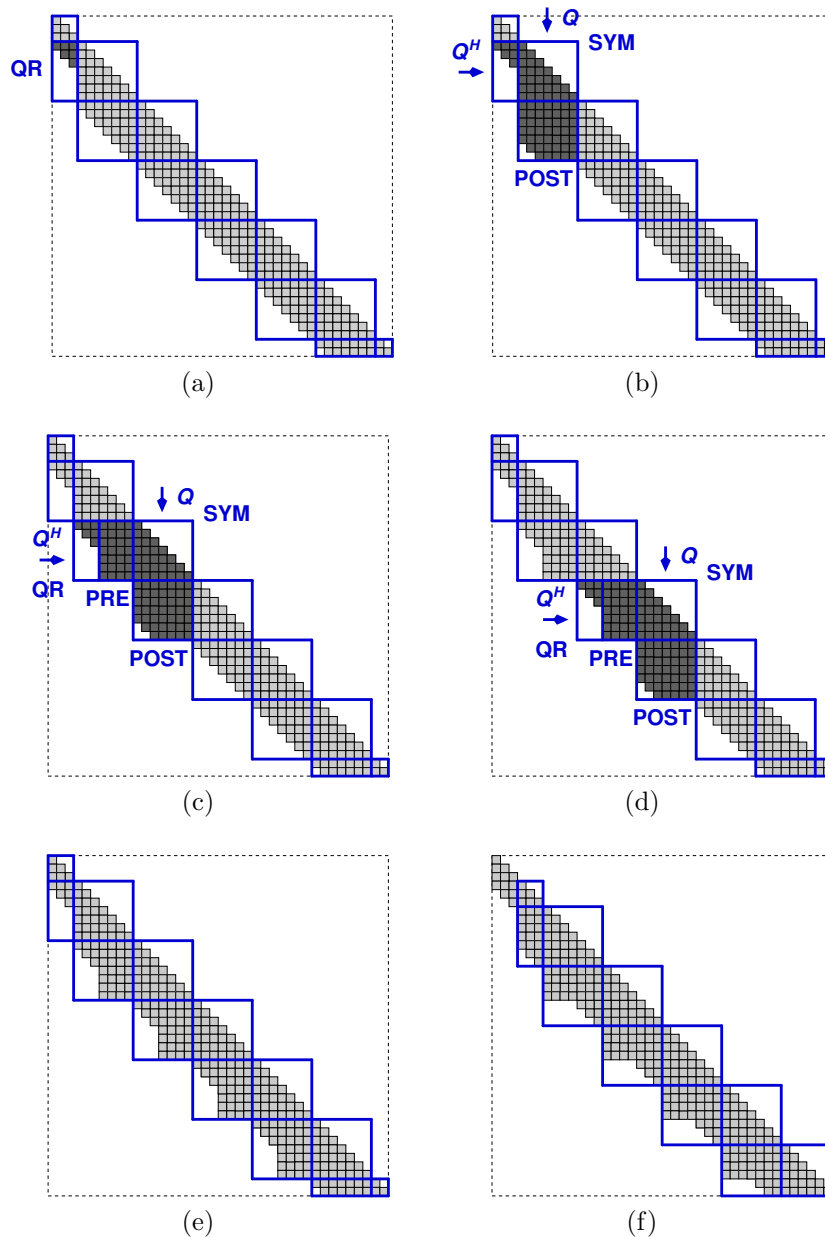 QR
(a)
Q
SYM
Q^H
POST
(b)
Q
SYM
Q^H
QR
PRE
POST
(c)
Q
SYM
Q^H
QR
PRE
POST
(d)
(e)
(f)